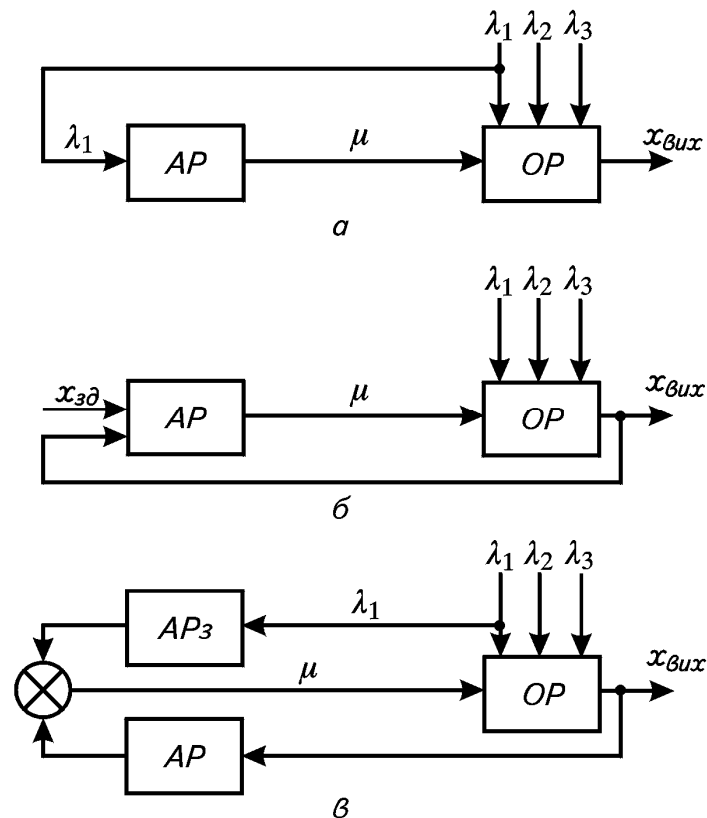 λ₁ λ₂ λ₃
λ₁ АР μ ОР xвих
а
λ₁ λ₂ λ₃
xзд АР μ ОР xвих
б
λ₁ λ₂ λ₃
АРз λ₁
μ ОР xвих
АР
в